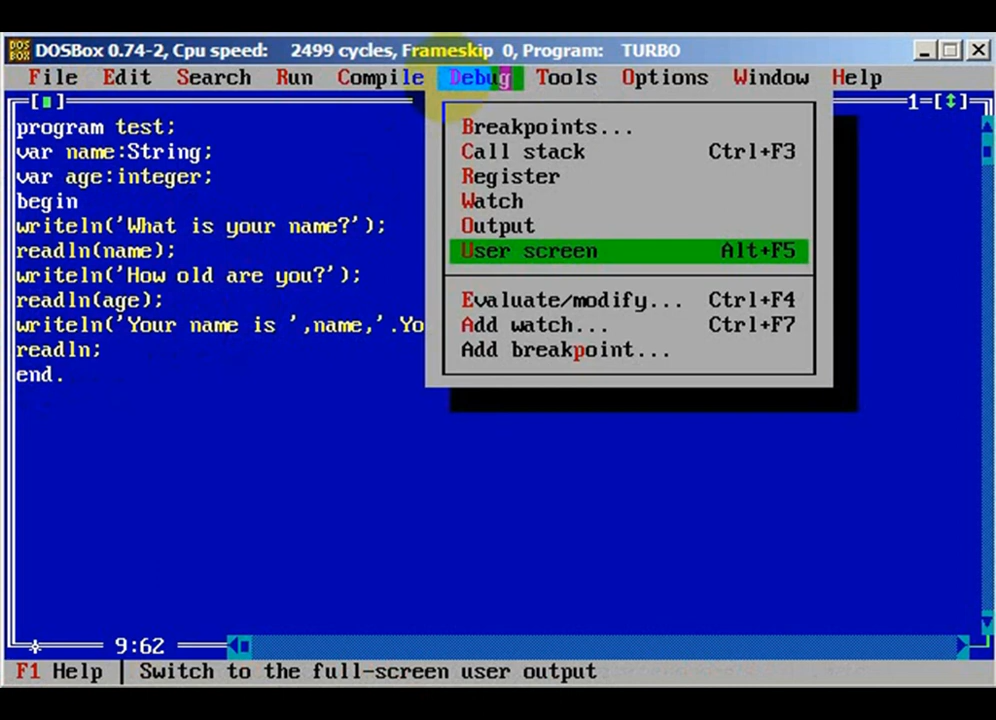 DOSBox 0.74-2, Cpu speed: 2499 cycles, Frameskip 0, Program: TURBO
File Edit Search Run Compile Debug Tools Options Window Help
1
program test;
var name:String;
var age:integer;
begin
writeln('What is your name?');
readln(name);
writeln('How old are you?');
readln(age);
writeln('Your name is ',name,'.Yo
readln;
end.
Breakpoints...
Call stack Ctrl+F3
Register
Watch
Output
User screen Alt+F5
Evaluate/modify... Ctrl+F4
Add watch... Ctrl+F7
Add breakpoint...
9:62
F1 Help | Switch to the full-screen user output